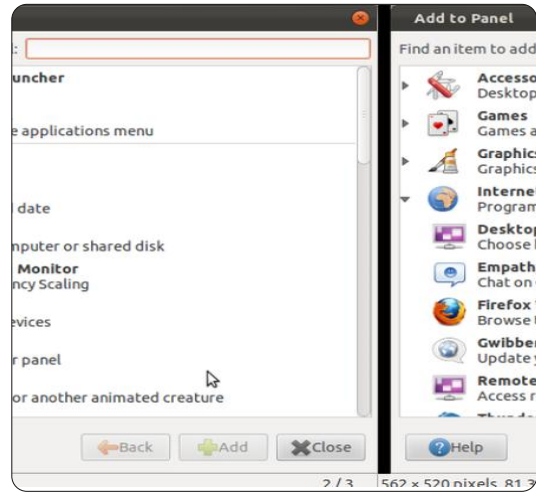 :
uncher
e applications menu
date
nputer or shared disk
Monitor
ncy Scaling
evices
r panel
or another animated creature
Back
Add
Close
2 / 3
Add to Panel
Find an item to add
Accesso
Desktop
Games
Games a
Graphics
Graphics
Interne
Program
Desktop
Choose
Empath
Chat on
Firefox
Browse
Gwibber
Update
Remote
Access r
Help
562 × 520 pixels 81.3